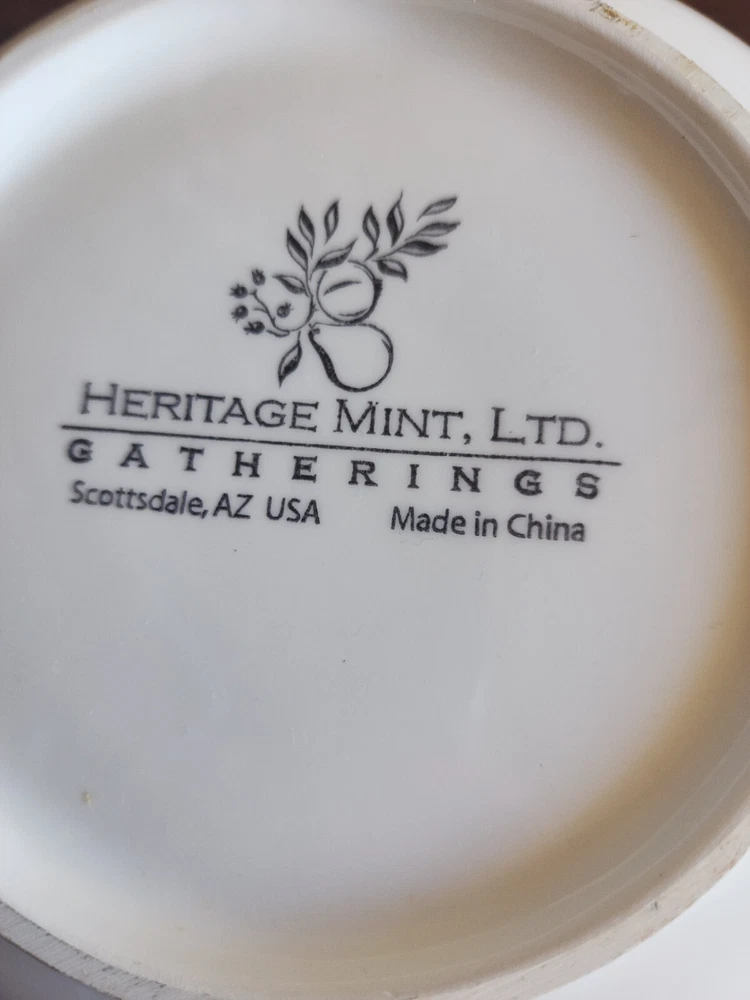 HERITAGE MINT, LTD.
GATHERINGS
Scottsdale, AZ USA Made in China